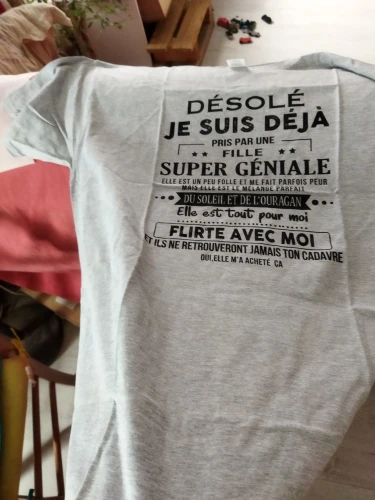 DÉSOLÉ
JE SUIS DÉJÀ
PRIS PAR UNE
FILLE
SUPER GÉNIALE
ELLE EST UN PEU FOLLE ET ME FAIT PARFOIS PEUR
MAIS ELLE EST LE MÉLANGE PARFAIT
DU SOLEIL ET DE L'OURAGAN
Elle est tout pour moi
FLIRTE AVEC MOI
ET ILS NE RETROUVERONT JAMAIS TON CADAVRE
OUI,ELLE M'A ACHETÉ ÇA